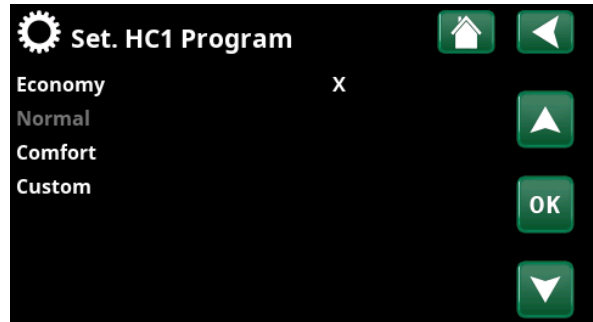 Set. HC1 Program
Economy X
Normal
Comfort
Custom
OK